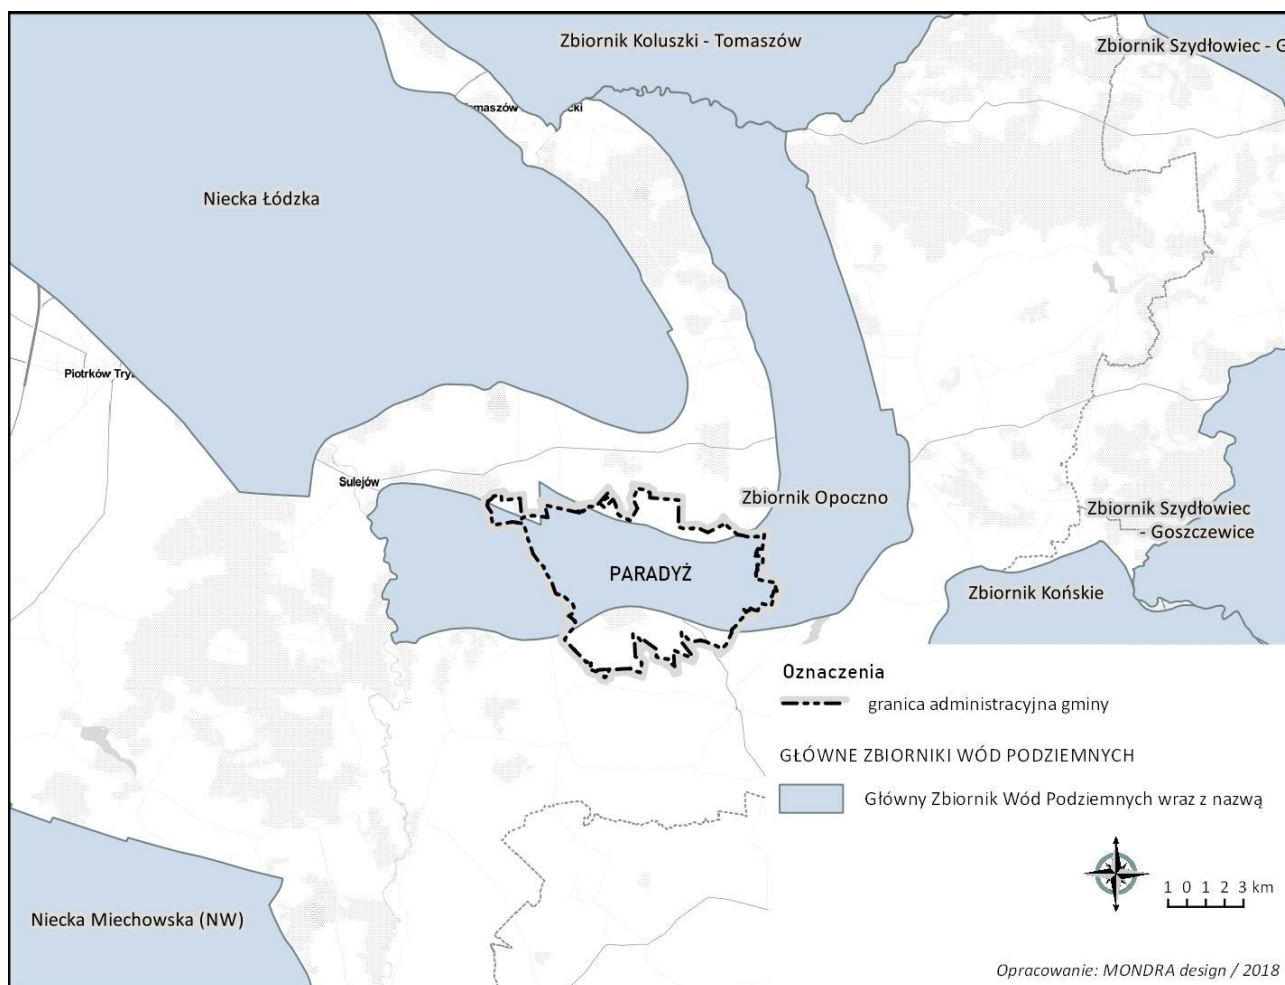 Zbiornik Koluszki - Tomaszów
Zbiornik Szydłowiec - G
Niecka Łódzka
Piotrków Try
Sulejów
Zbiornik Opoczno
Zbiornik Szydłowiec
- Goszczewice
PARADYŻ
Zbiornik Końskie
Oznaczenia
granica administracyjna gminy
GŁÓWNE ZBIORNIKI WÓD PODZIEMNYCH
Główny Zbiornik Wód Podziemnych wraz z nazwą
1 0 1 2 3 km
Niecka Miechowska (NW)
Opracowanie: MONDRA design / 2018